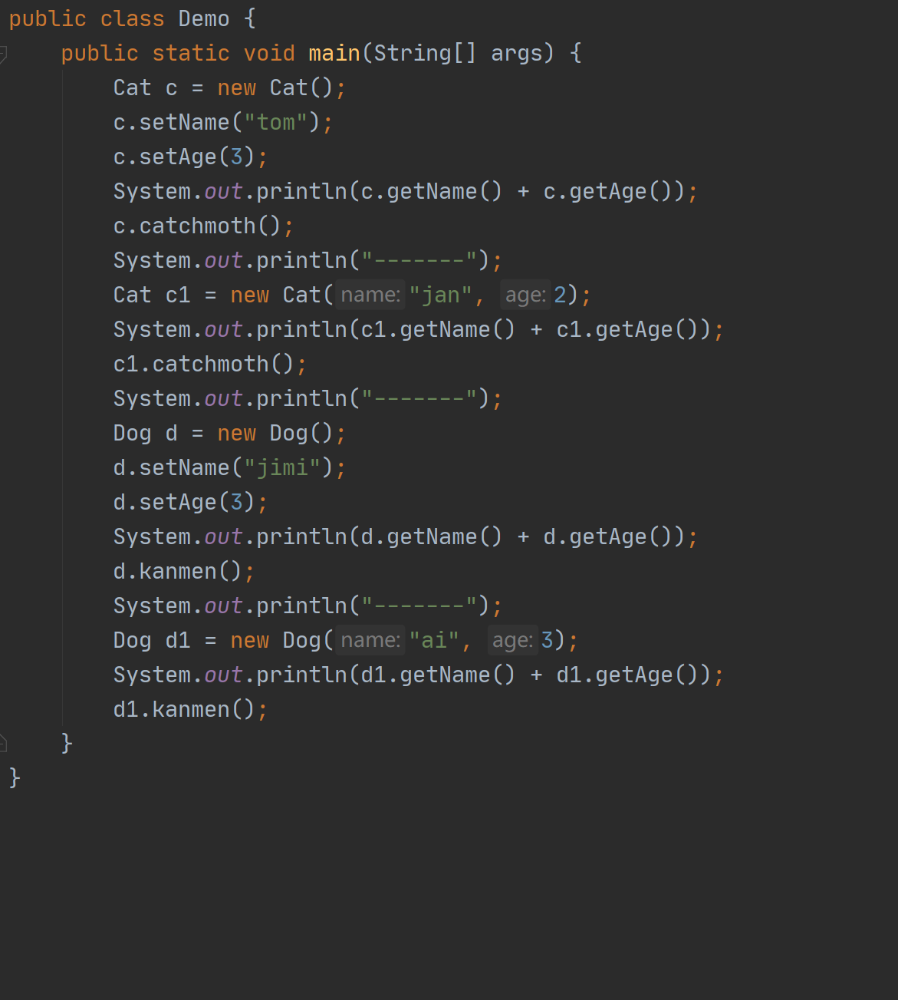 public class Demo {
public static void main(String[] args) {
Cat c = new Cat();
c.setName("tom");
c.setAge(3);
System.out.println(c.getName() + c.getAge());
c.catchmoth();
System.out.println("-------");
Cat c1 = new Cat( name: "jan", age: 2);
System.out.println(c1.getName() + c1.getAge());
c1.catchmoth();
System.out.println("-------");
Dog d = new Dog();
d.setName("jimi");
d.setAge(3);
System.out.println(d.getName() + d.getAge());
d.kanmen();
System.out.println("-------");
Dog d1 = new Dog( name: "ai", age: 3);
System.out.println(d1.getName() + d1.getAge());
d1.kanmen();
}
}